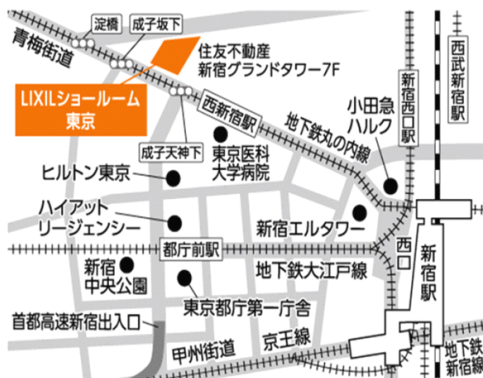 淀橋
成子坂下
青梅街道
住友不動産
新宿グランドタワー7F
LIXILショールーム
東京
西新宿駅
成子天神下
東京医科
大学病院
地下鉄丸の内線
小田急
ハルク
新宿西口駅
西武新宿駅
ヒルトン東京
ハイアット
リージェンシー
新宿エルタワー
都庁前駅
西口
新宿駅
新宿
中央公園
地下鉄大江戸線
東京都庁第一庁舎
首都高速新宿出入口
甲州街道
京王線
地下鉄
新宿線